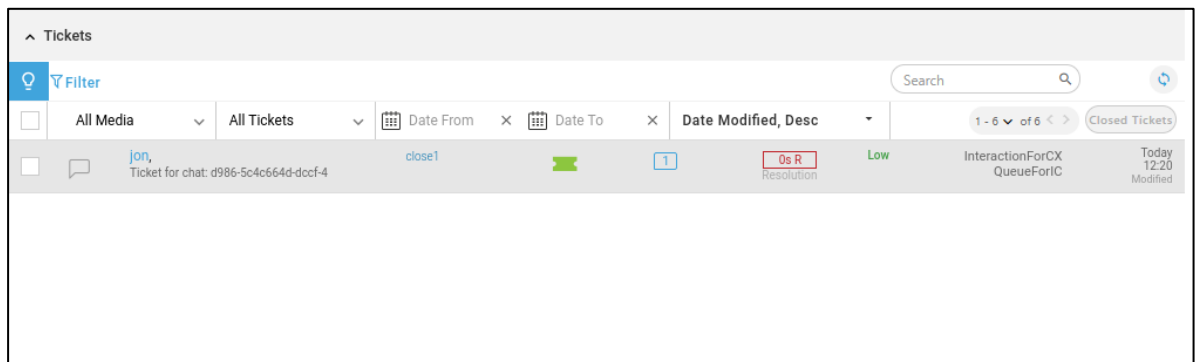 Tickets
Filter
Search
All Media
All Tickets
Date From
Date To
Date Modified, Desc
1 - 6 of 6
Closed Tickets
jon,
Ticket for chat: d986-5c4c664d-dccf-4
close1
1
0s R
Resolution
Low
InteractionForCX
QueueForIC
Today
12:20
Modified